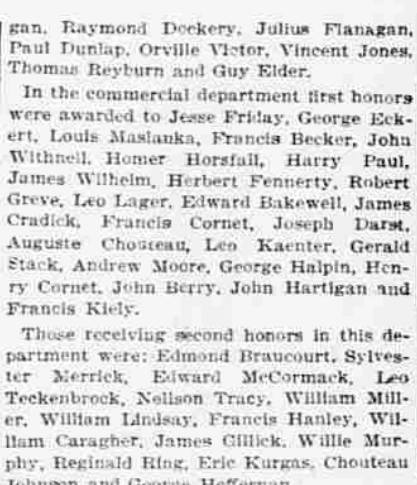 gan, Raymond Dockery, Julius Flanagan,
Paul Dunlap, Orville Victor, Vincent Jones,
Thomas Reyburn and Guy Elder.
In the commercial department first honors
were awarded to Jesse Friday, George Eck-
ert, Louis Maslanka, Francis Becker, John
Withnell, Homer Horsfall, Harry Paul,
James Wilhelm, Herbert Fennerty, Robert
Greve, Leo Lager, Edward Bakewell, James
Cradick, Francis Cornet, Joseph Darst,
Auguste Chouteau, Leo Kaenter, Gerald
Stack, Andrew Moore, George Halpin, Hen-
ry Cornet, John Berry, John Hartigan and
Francis Kiely.
Those receiving second honors in this de-
partment were: Edmond Braucourt, Sylves-
ter Merrick, Edward McCormack, Leo
Teckenbrock, Neilson Tracy, William Mill-
er, William Lindsay, Francis Hanley, Wil-
liam Caragher, James Gillick, Willie Mur-
phy, Reginald Ring, Eric Kurgas, Chouteau
Johnson and George Heffernan.